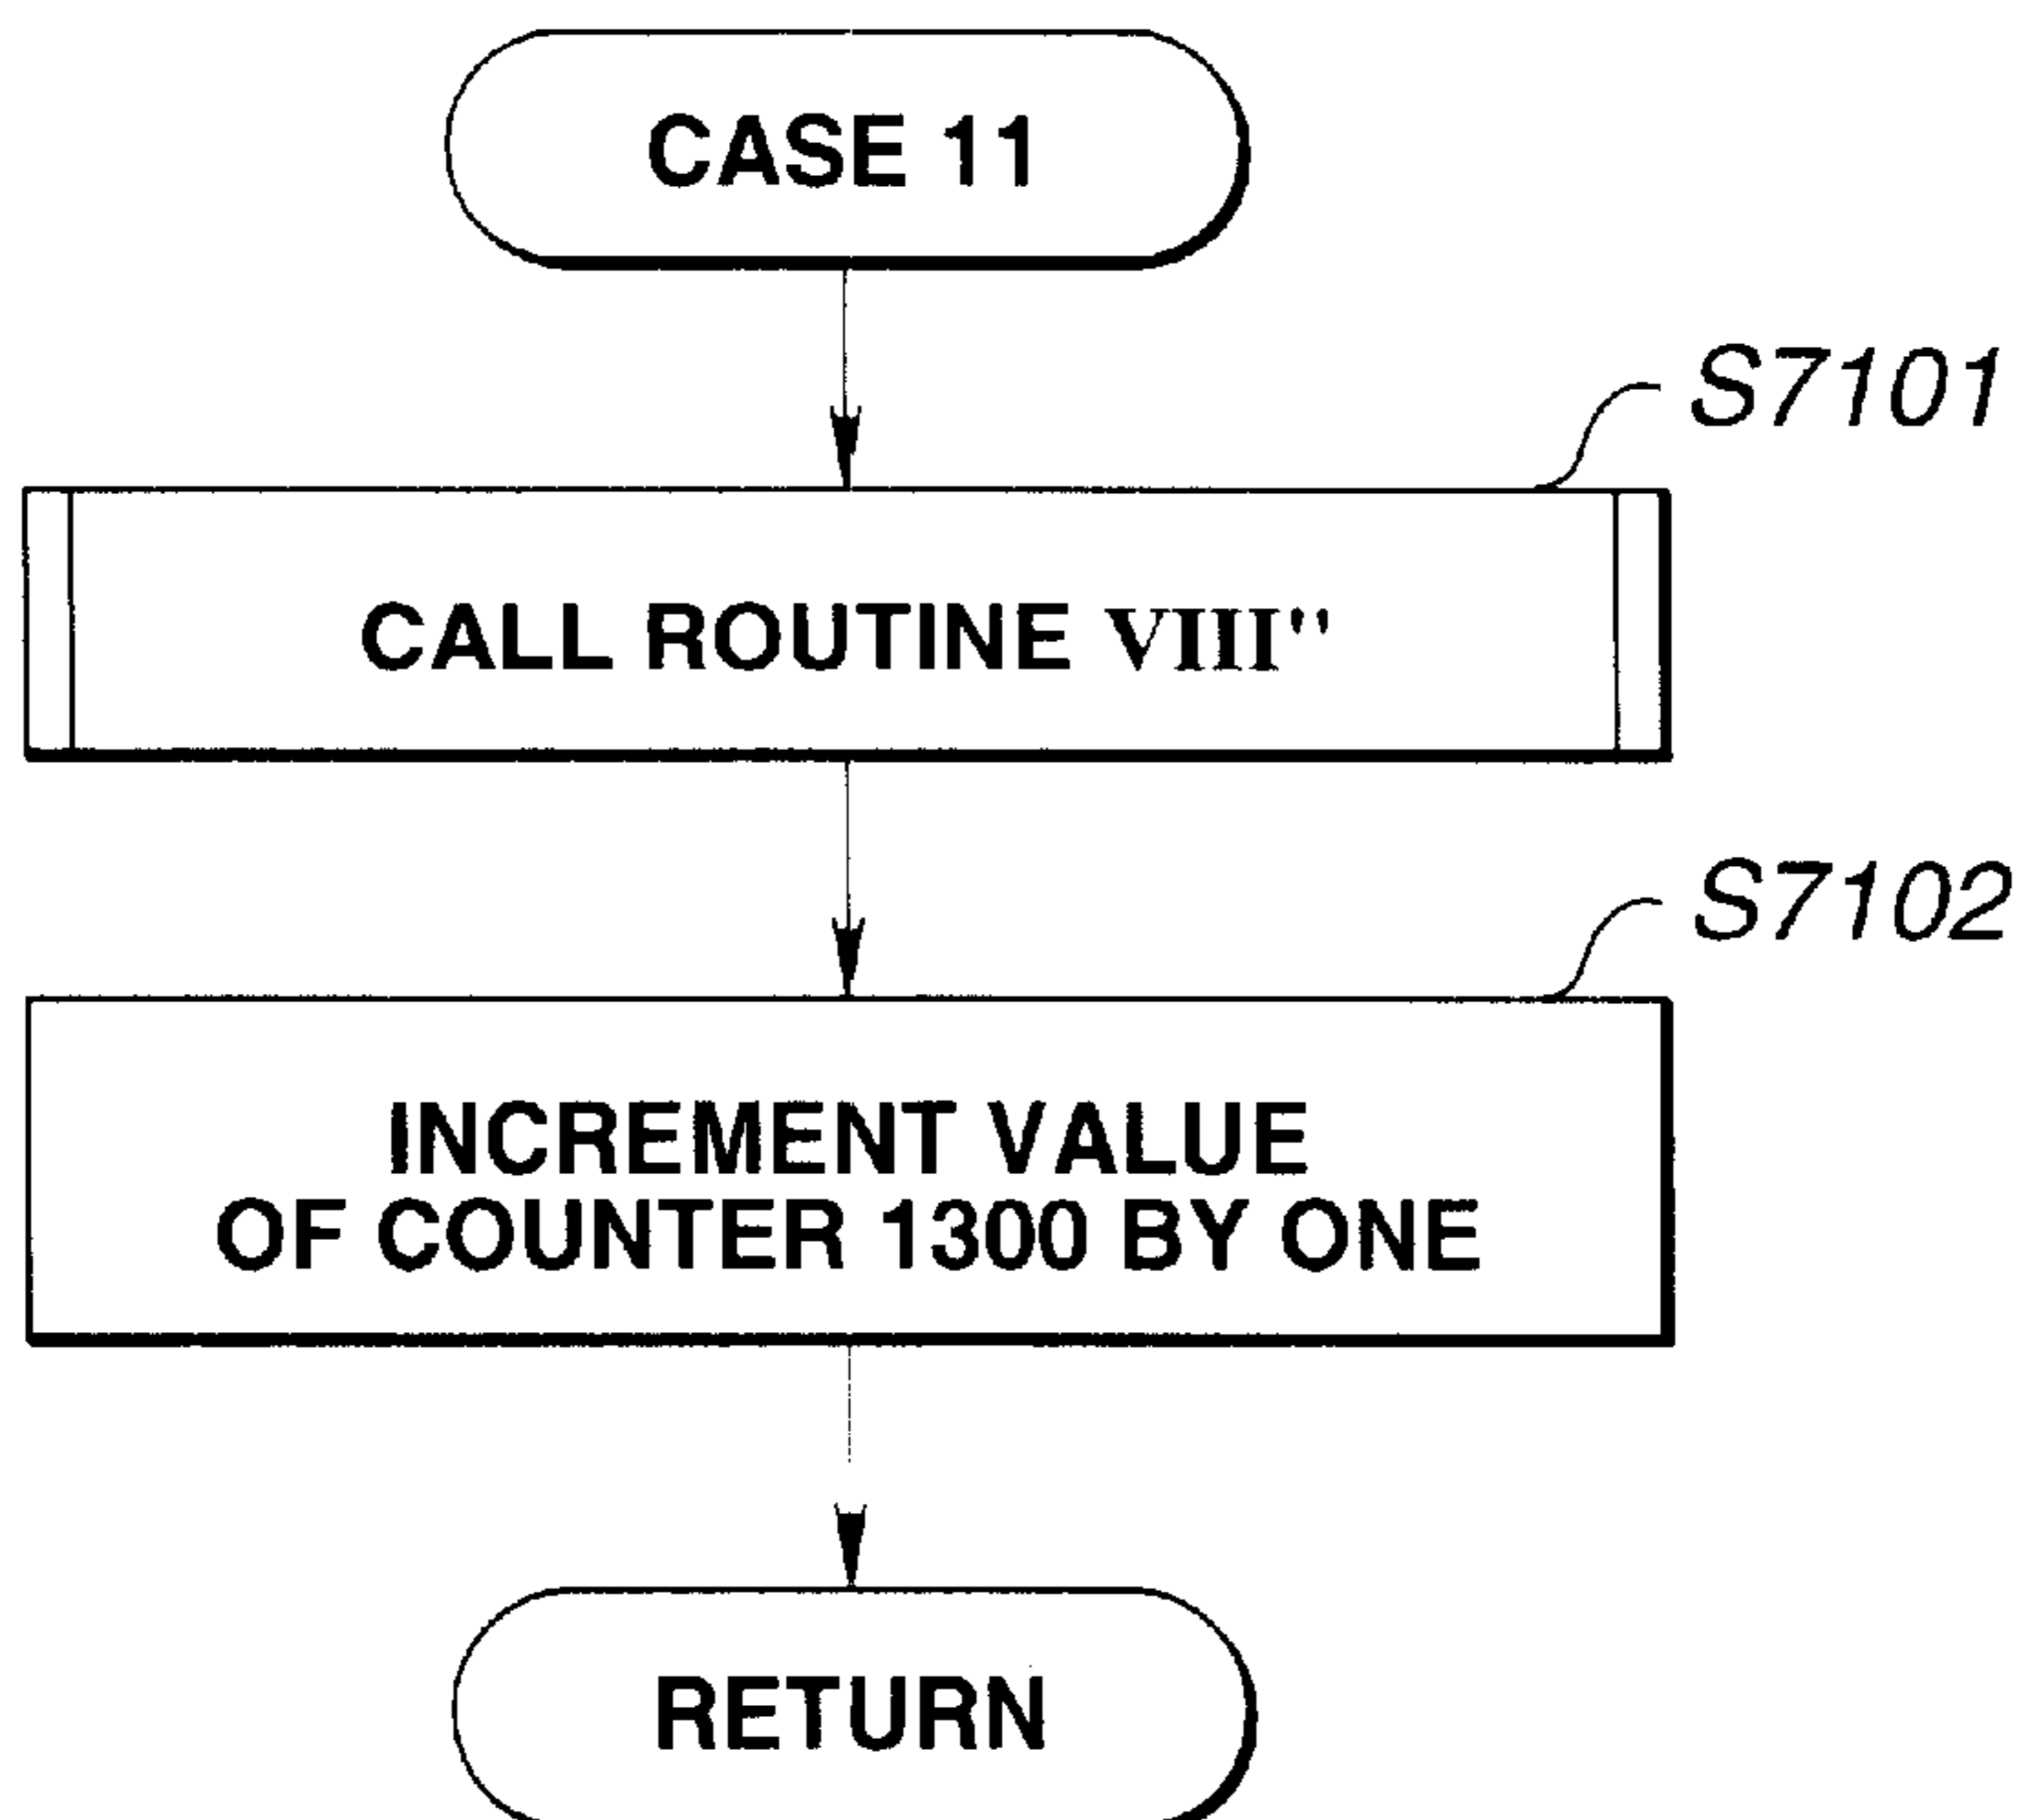 CASE 11
S7101
CALL ROUTINE VIII"
S7102
INCREMENT VALUE
OF COUNTER 1300 BY ONE
RETURN